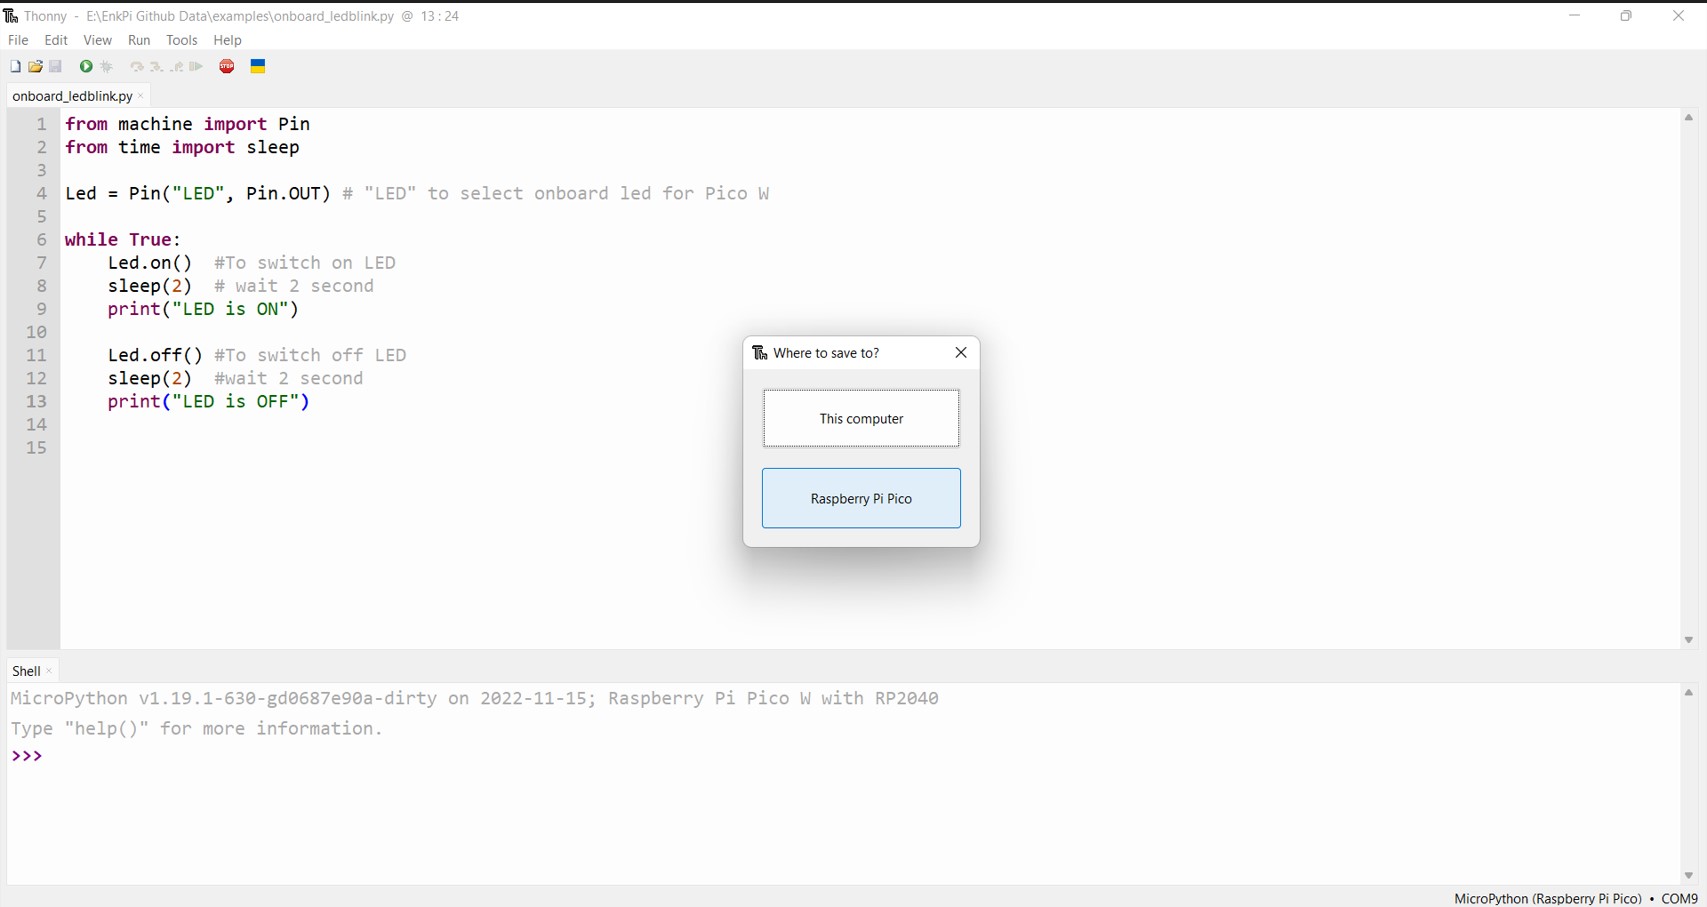 Thonny - E:\EnkPi Github Data\examples\onboard_ledblink.py @ 13:24
File Edit View Run Tools Help
STOP
onboard_ledblink.py ×
1 from machine import Pin
2 from time import sleep
3
4 Led = Pin("LED", Pin.OUT) # "LED" to select onboard led for Pico W
5
6 while True:
7 Led.on() #To switch on LED
8 sleep(2) # wait 2 second
9 print("LED is ON")
10
11 Led.off() #To switch off LED
12 sleep(2) #wait 2 second
13 print("LED is OFF")
14
15
Where to save to?
This computer
Raspberry Pi Pico
Shell ×
MicroPython v1.19.1-630-gd0687e90a-dirty on 2022-11-15; Raspberry Pi Pico W with RP2040
Type "help()" for more information.
>>>
MicroPython (Raspberry Pi Pico) • COM9